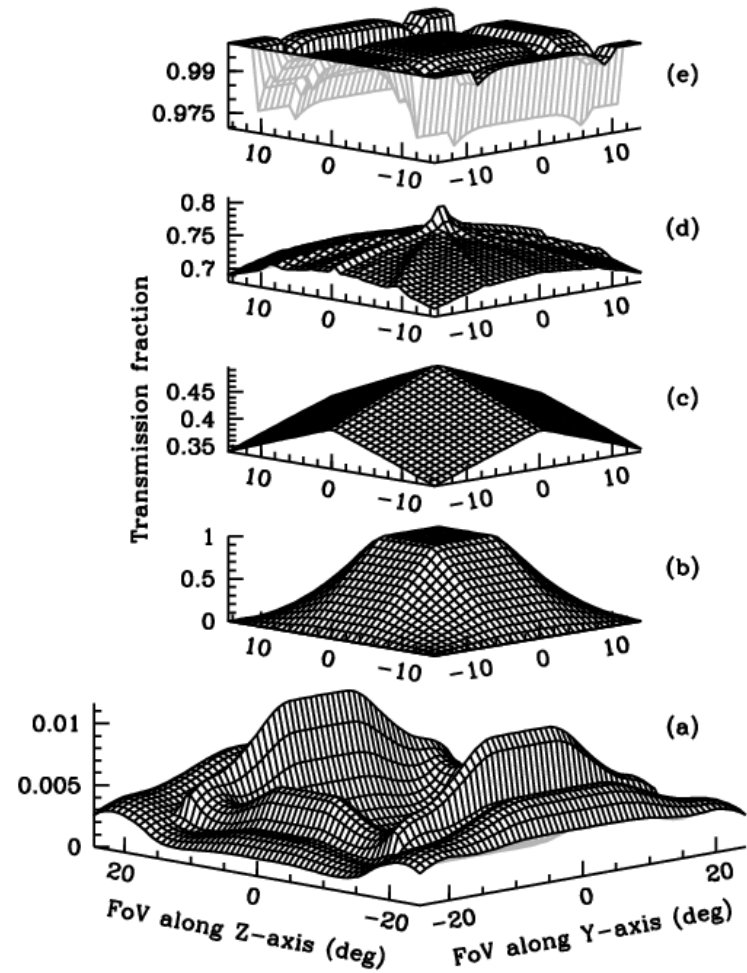 (e)
0.99
0.975
10 0 -10 -10 0 10
0.8
(d)
0.75
0.7
10 0 -10 -10 0 10
Transmission fraction
(c)
0.45
0.4
0.35
10 0 -10 -10 0 10
1
(b)
0.5
0
10 0 -10 -10 0 10
(a)
0.01
0.005
0
20 0 -20 -20 0 20
FoV along Z-axis (deg) FoV along Y-axis (deg)